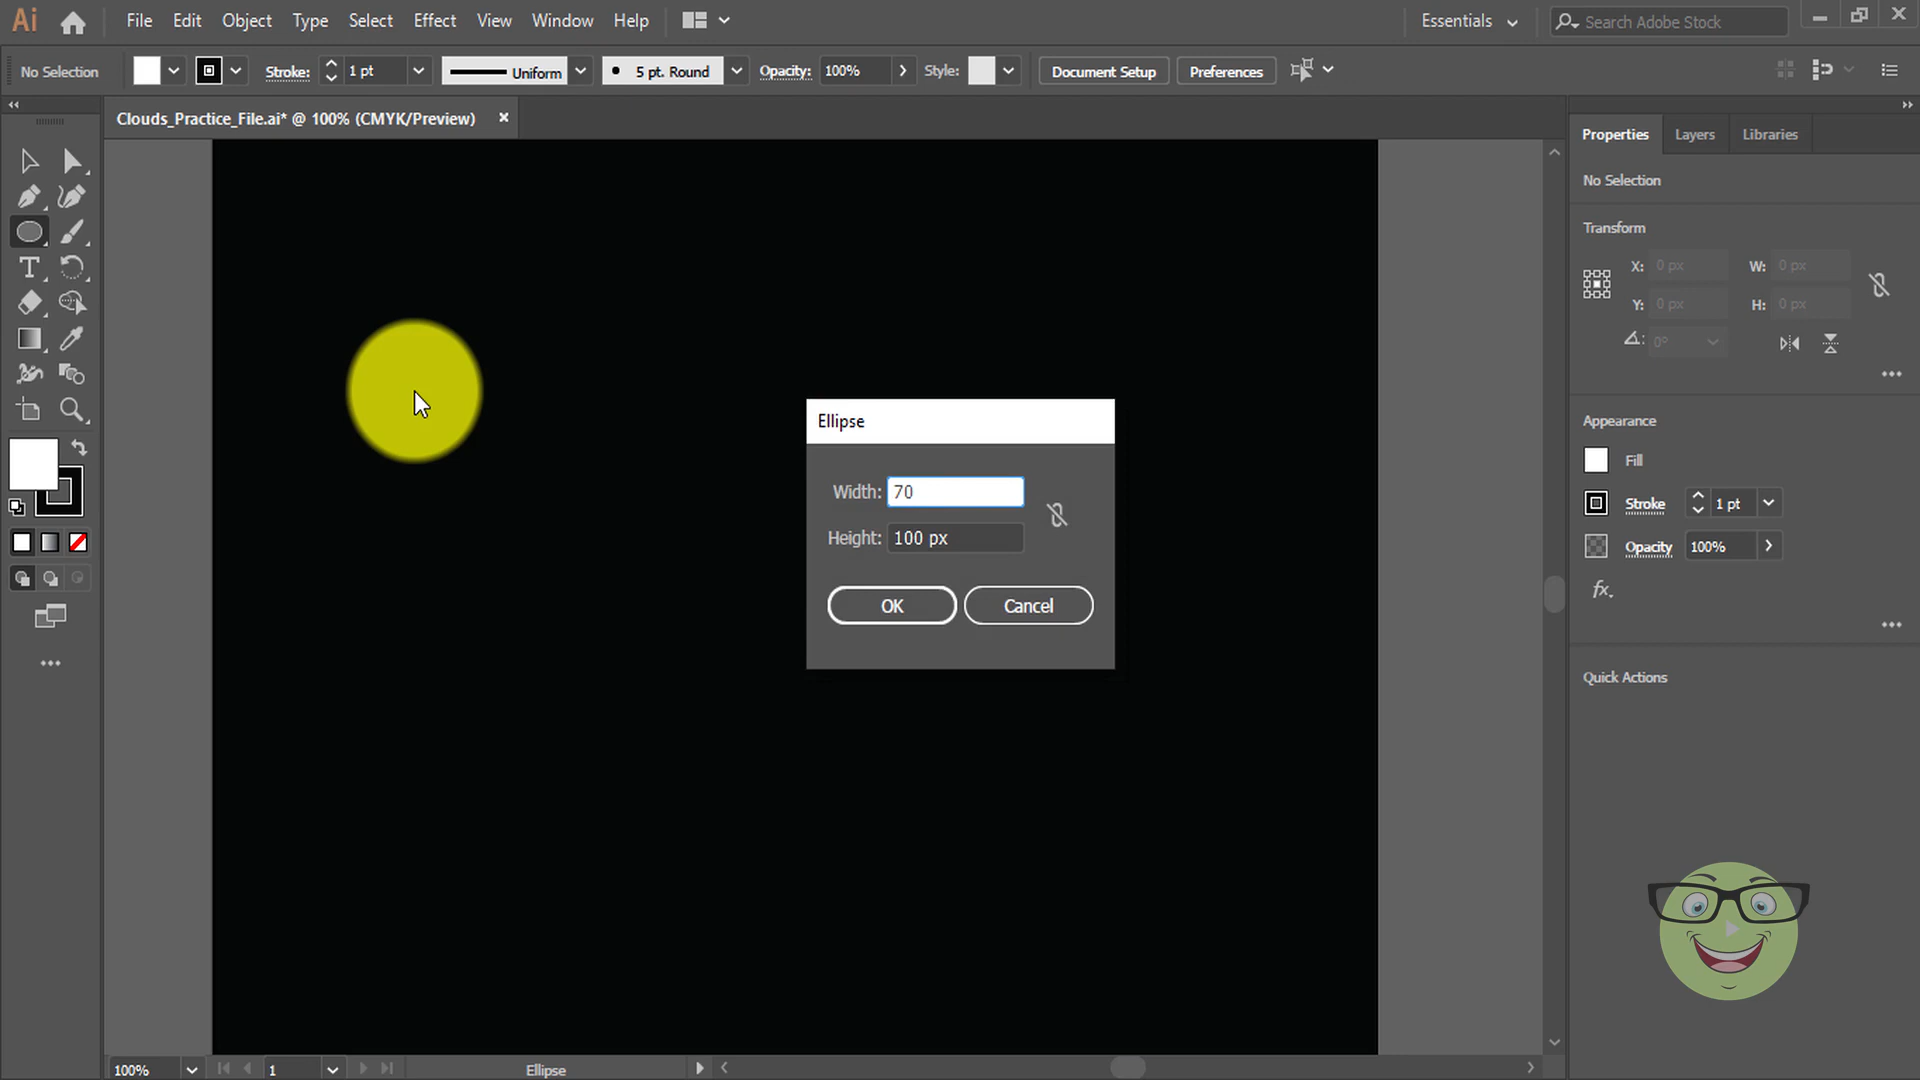 Ai File Edit Object Type Select Effect View Window Help Essentials Search Adobe Stock
No Selection Stroke: 1 pt Uniform 5 pt. Round Opacity: 100% Style: Document Setup Preferences
Clouds_Practice_File.ai* @ 100% (CMYK/Preview)
Properties Layers Libraries
No Selection
Transform
X: 0 px W: 0 px
Y: 0 px H: 0 px
0°
Ellipse
Width: 70
Height: 100 px
OK Cancel
Appearance
Fill
Stroke 1 pt
Opacity 100%
fx.
Quick Actions
100% 1 Ellipse